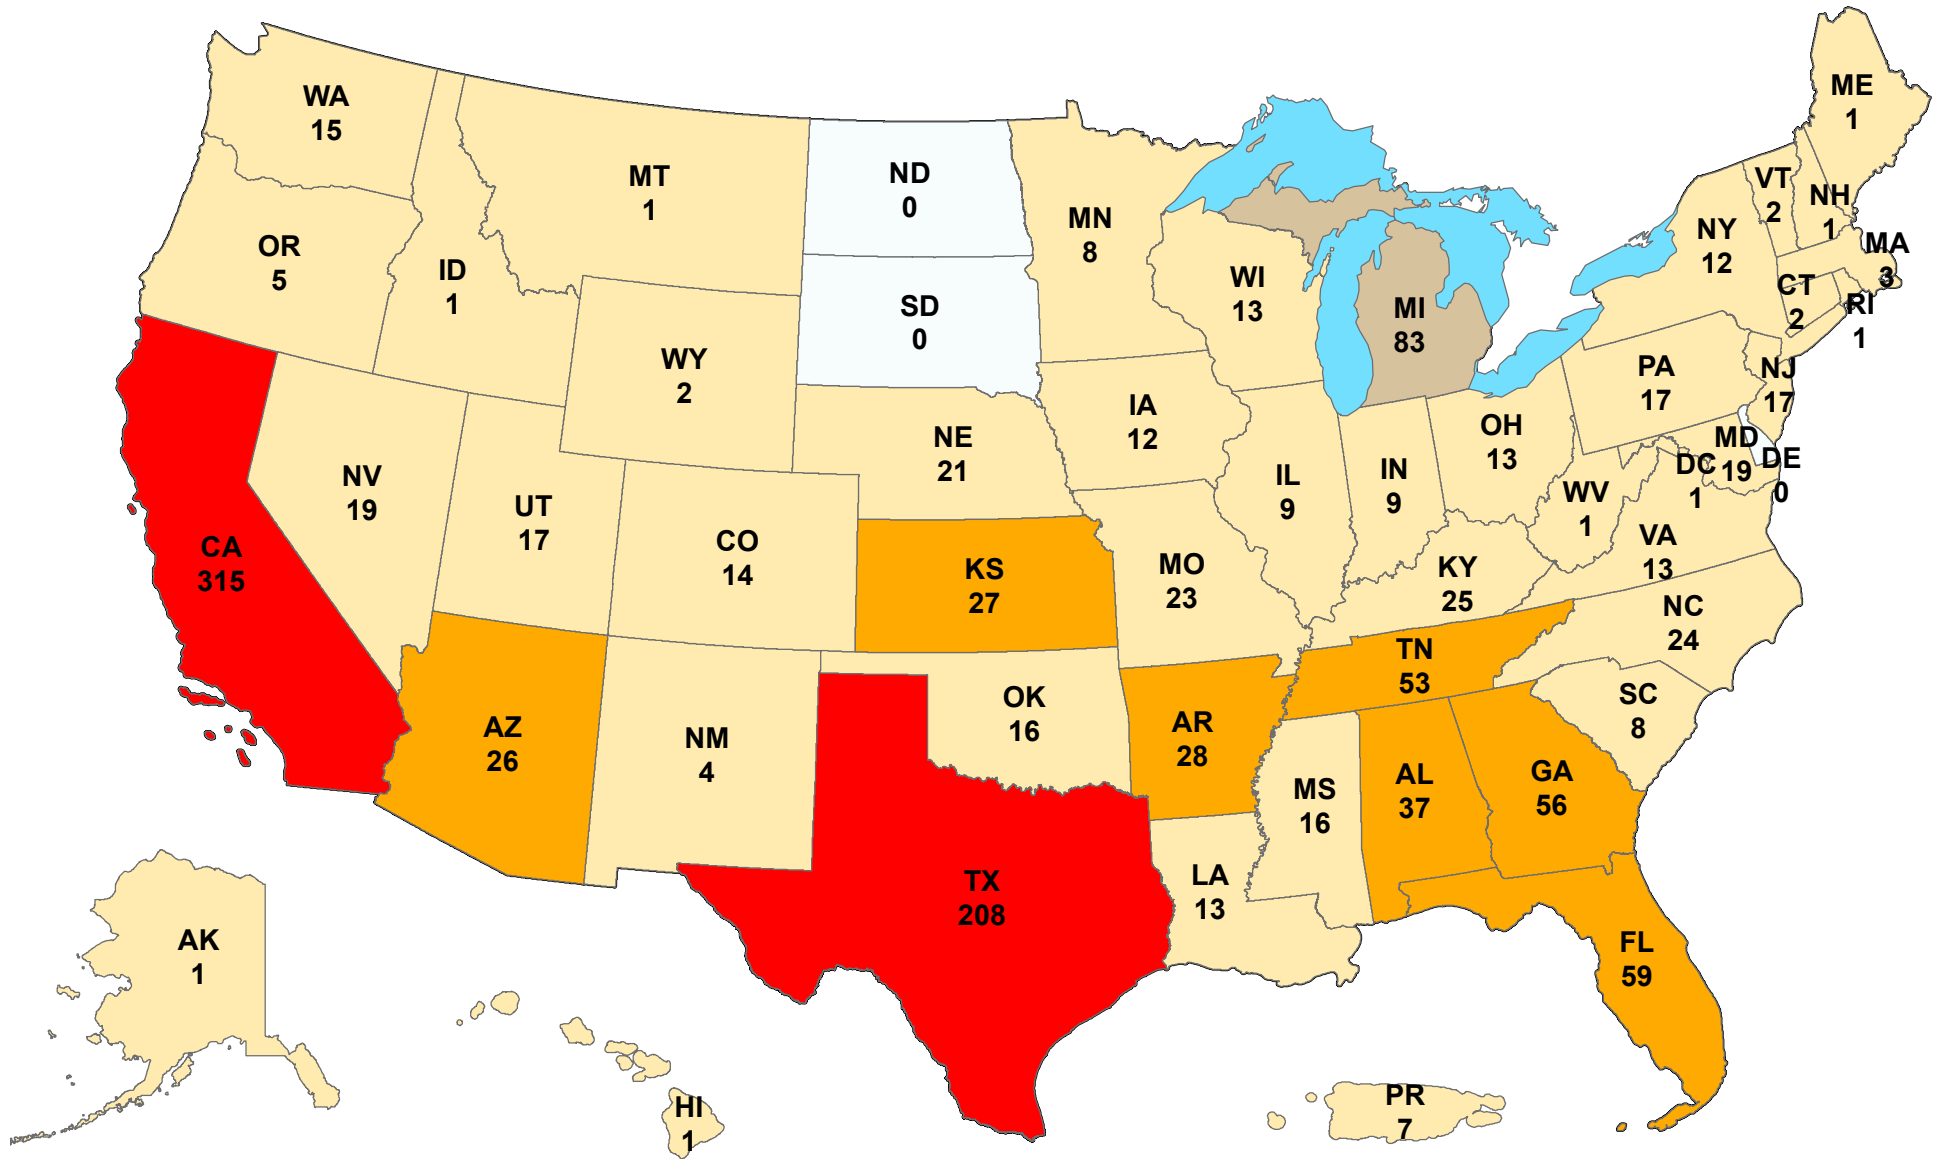 WA
15
MT
1
ND
0
MN
8
ME
1
VT
2
NH
1
OR
5
ID
1
SD
0
WI
13
MI
83
NY
12
MA
3
CT
2
RI
1
WY
2
IA
12
PA
17
NJ
17
NE
21
OH
13
MD
19
DE
0
DC
1
NV
19
UT
17
CO
14
IL
9
IN
9
WV
1
VA
13
CA
315
KS
27
MO
23
KY
25
NC
24
TN
53
AZ
26
NM
4
OK
16
AR
28
SC
8
MS
16
AL
37
GA
56
TX
208
LA
13
FL
59
AK
1
HI
1
PR
7